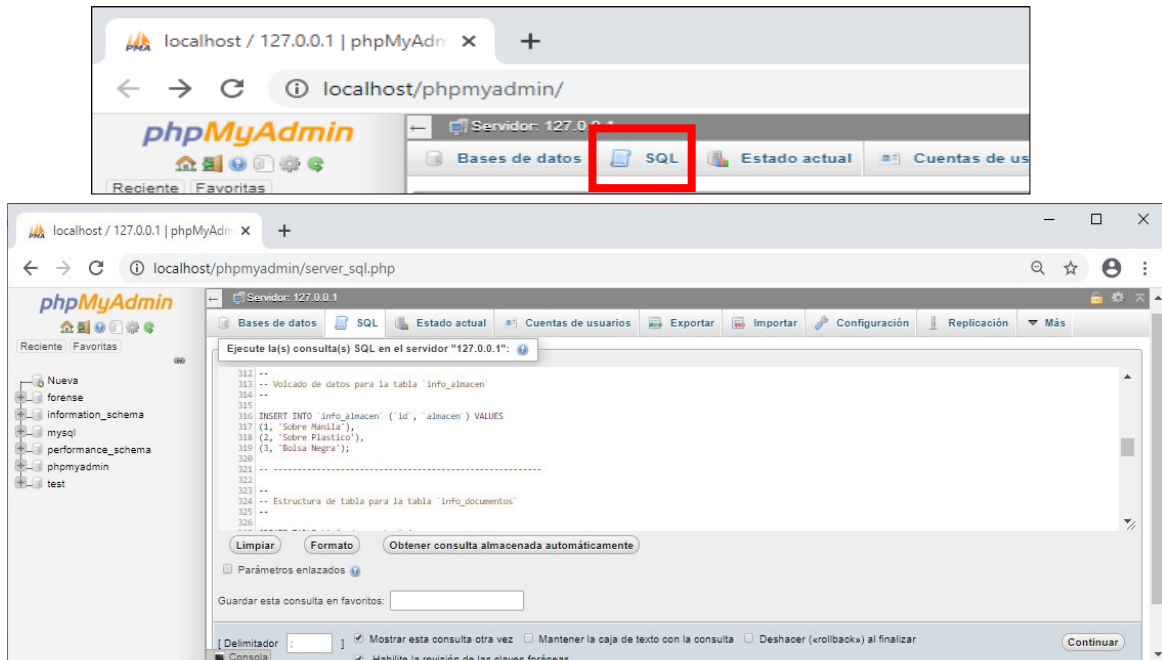 localhost / 127.0.0.1 | phpMyAdm
localhost/phpmyadmin/
phpMyAdmin
Servidor: 127.0.0.1
Bases de datos SQL Estado actual Cuentas de us
Reciente Favoritas
localhost / 127.0.0.1 | phpMyAdm
localhost/phpmyadmin/server_sql.php
phpMyAdmin
Servidor: 127.0.0.1
Bases de datos SQL Estado actual Cuentas de usuarios Exportar Importar Configuración Replicación Más
Reciente Favoritas
Ejecute la(s) consulta(s) SQL en el servidor "127.0.0.1":
Nueva
forense
information_schema
mysql
performance_schema
phpmyadmin
test
312 --
313 -- Volcado de datos para la tabla `info_almacen`
314 --
315
316 INSERT INTO `info_almacen` (`id`, `almacen`) VALUES
317 (1, 'Sobre Manila'),
318 (2, 'Sobre Plastico'),
319 (3, 'Bolsa Negra');
320
321 -- --------------------------------------------------------
322
323 --
324 -- Estructura de tabla para la tabla `info_documentos`
325 --
326
Limpiar Formato Obtener consulta almacenada automáticamente
Parámetros enlazados
Guardar esta consulta en favoritos:
[ Delimitador ; ] Mostrar esta consulta otra vez Mantener la caja de texto con la consulta Deshacer («rollback») al finalizar Continuar
Consola Habilite la revisión de las claves foráneas